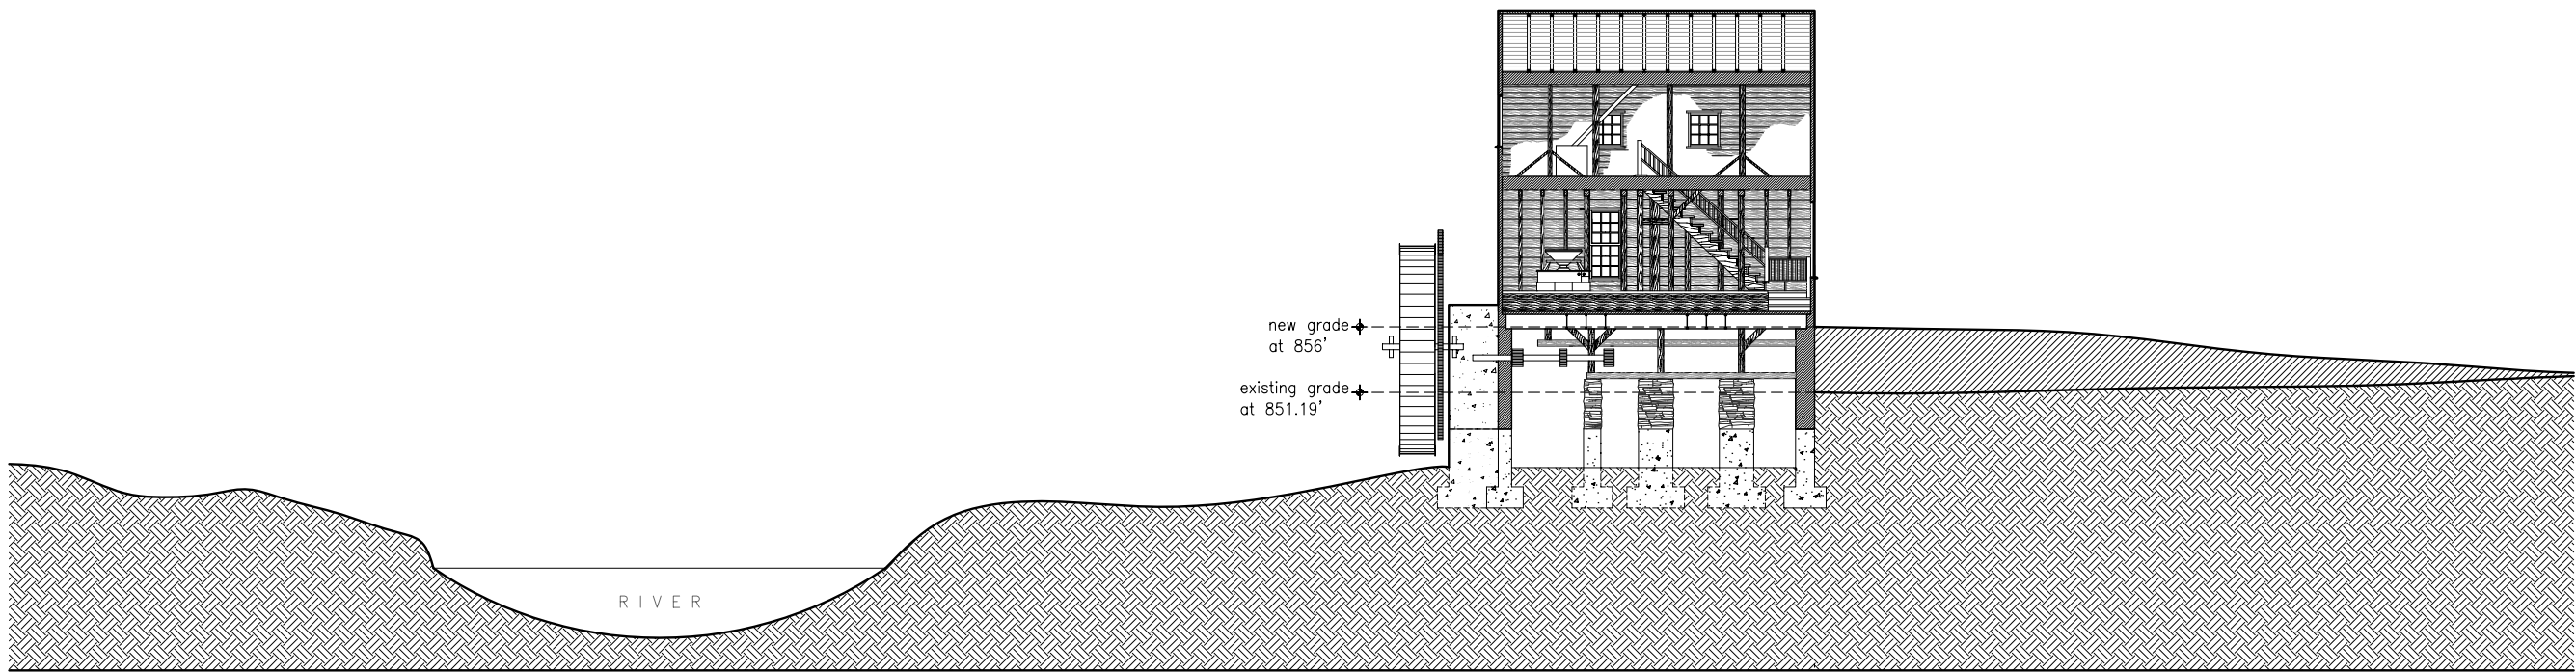 new grade
at 856'
existing grade
at 851.19'
RIVER